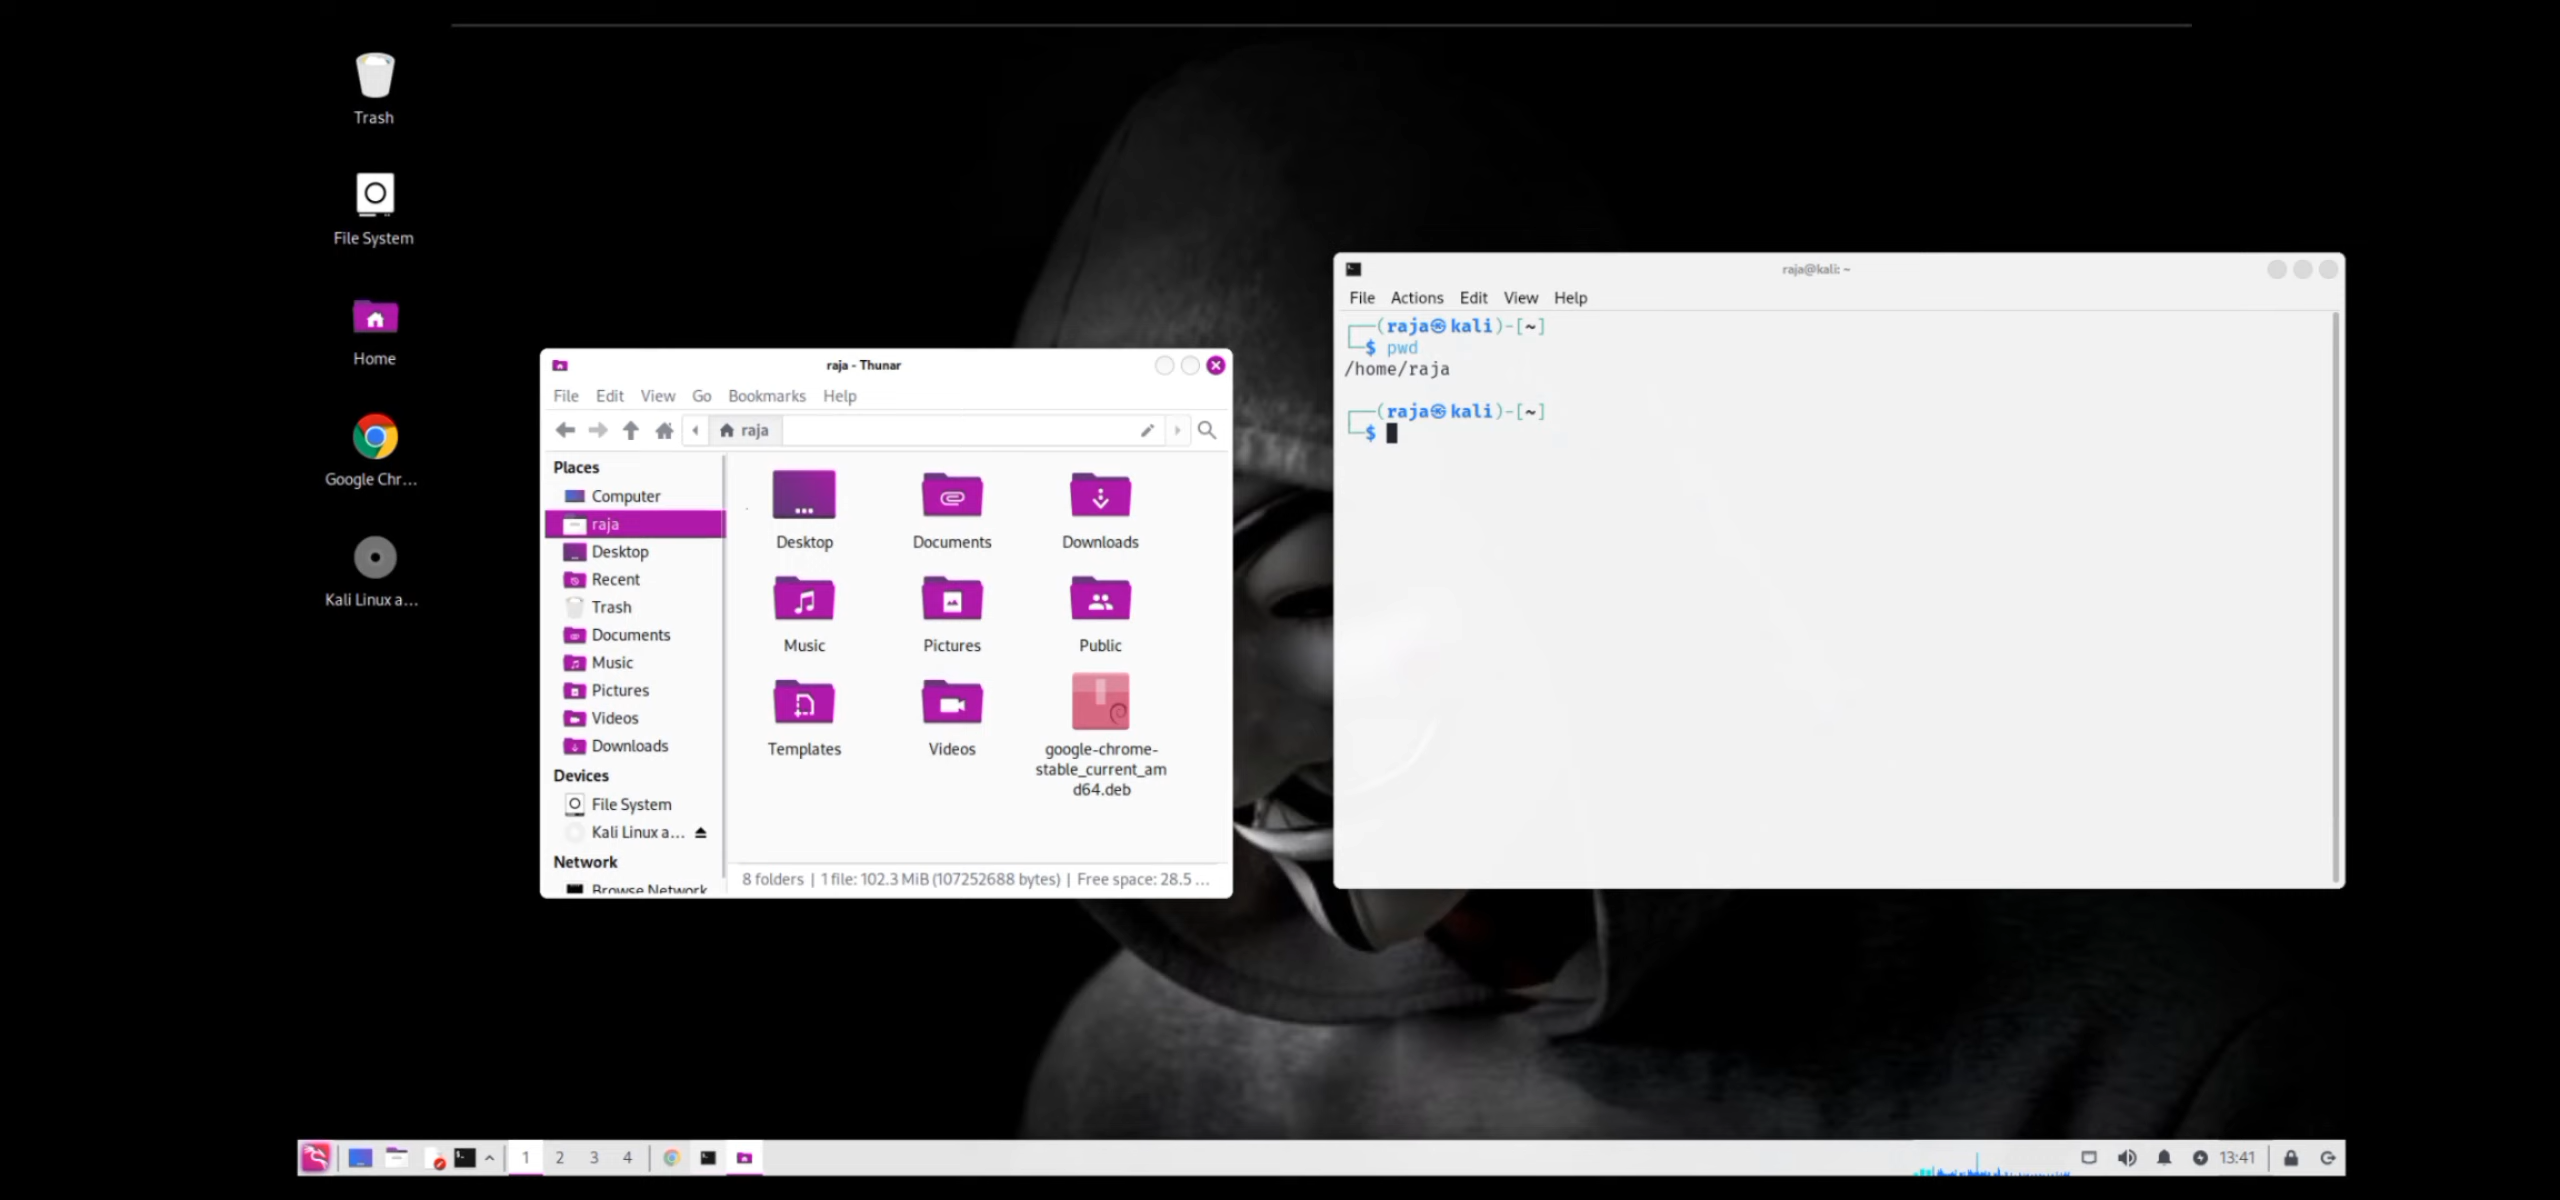 Trash
File System
Home
Google Chr...
Kali Linux a...
raja - Thunar
File Edit View Go Bookmarks Help
raja
Places
Computer
raja
Desktop
Recent
Trash
Documents
Music
Pictures
Videos
Downloads
Devices
File System
Kali Linux a...
Network
Browse Network
Desktop Documents Downloads
Music Pictures Public
Templates Videos google-chrome-
stable_current_am
d64.deb
8 folders | 1 file: 102.3 MiB (107252688 bytes) | Free space: 28.5 ...
raja@kali: ~
File Actions Edit View Help
┌──(raja㉿kali)-[~]
└─$ pwd
/home/raja
┌──(raja㉿kali)-[~]
└─$
1 2 3 4
13:41